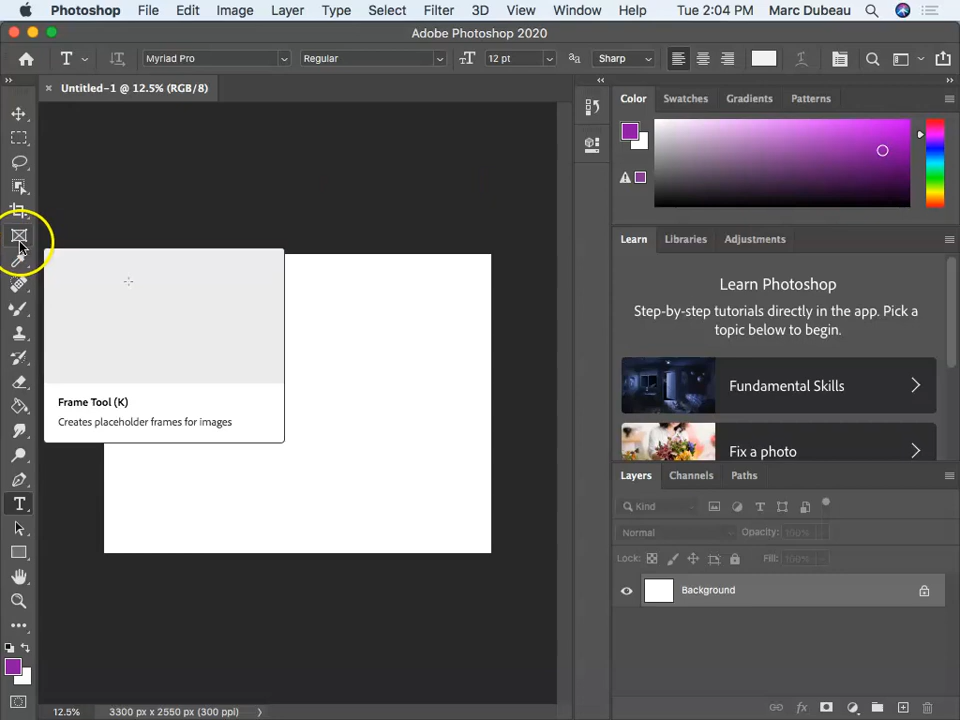 Photoshop File Edit Image Layer Type Select Filter 3D View Window Help Tue 2:04 PM Marc Dubeau
Adobe Photoshop 2020
T Myriad Pro Regular 12 pt Sharp
Untitled-1 @ 12.5% (RGB/8)
Color Swatches Gradients Patterns
Learn Libraries Adjustments
Learn Photoshop
Step-by-step tutorials directly in the app. Pick a
topic below to begin.
Fundamental Skills
Fix a photo
Frame Tool (K)
Creates placeholder frames for images
Layers Channels Paths
Kind
Normal Opacity: 100%
Lock: Fill: 100%
Background
12.5% 3300 px x 2550 px (300 ppi)